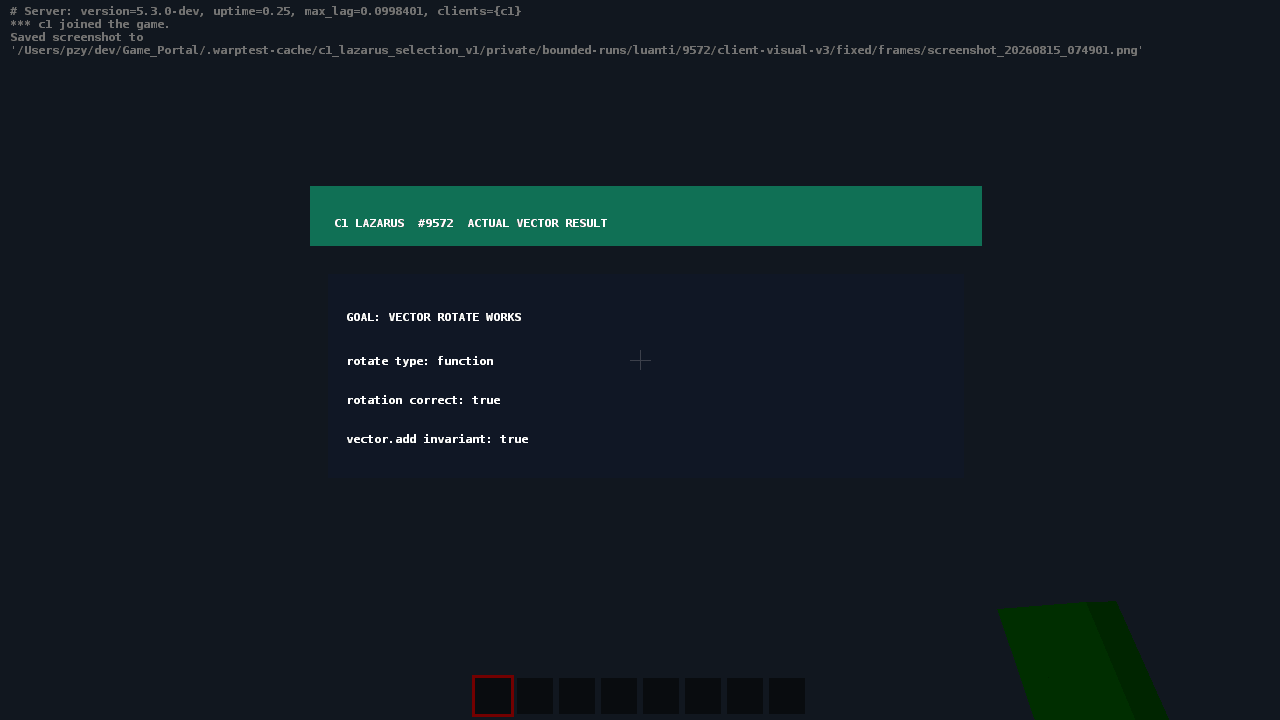 # Server: version=5.3.0-dev, uptime=0.25, max_lag=0.0998401, clients={c1}
*** c1 joined the game.
Saved screenshot to
'/Users/pzy/dev/Game_Portal/.warptest-cache/c1_lazarus_selection_v1/private/bounded-runs/luanti/9572/client-visual-v3/fixed/frames/screenshot_20260815_074901.png'
C1 LAZARUS  #9572  ACTUAL VECTOR RESULT
GOAL: VECTOR ROTATE WORKS
rotate type: function
rotation correct: true
vector.add invariant: true